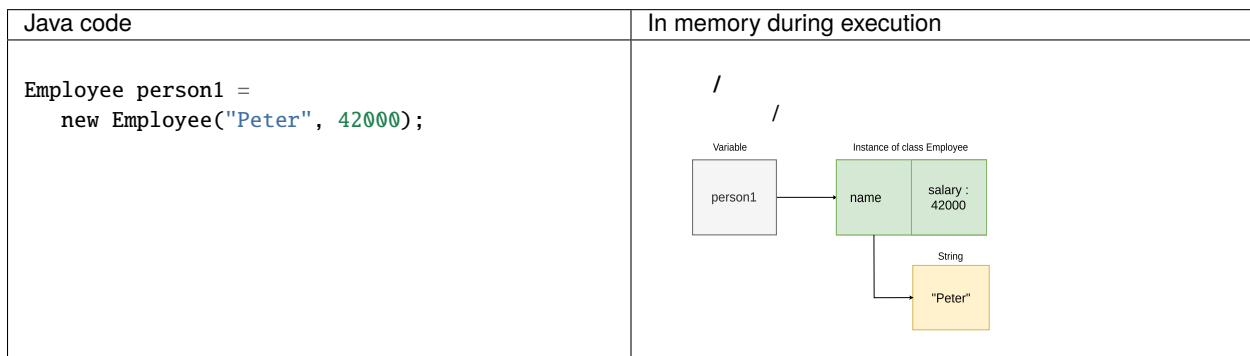 Java code
In memory during execution
Employee person1 =
new Employee("Peter", 42000);
/
/
Variable
Instance of class Employee
person1
name
salary :
42000
String
"Peter"